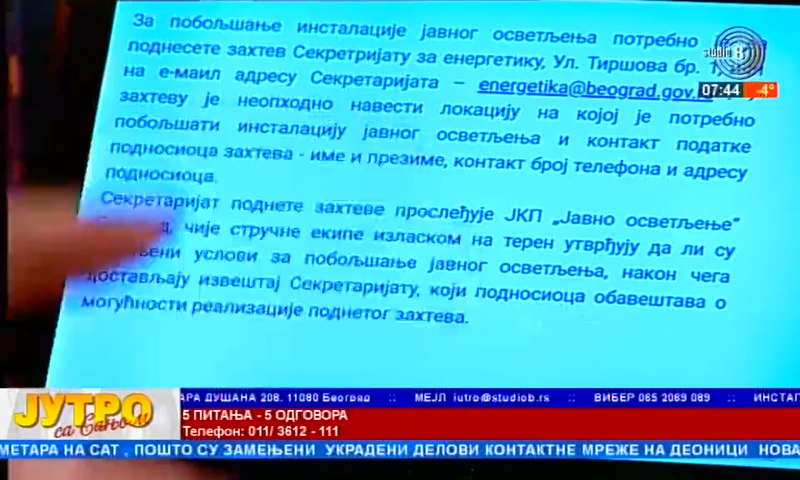 За побољшање инсталације јавног осветљења потребно
поднесете захтев Секретријату за енергетику, Ул. Тиршова бр.
на е-маил адресу Секретаријата – energetika@beograd.gov.
захтеву је неопходно навести локацију на којој је потребно
побољшати инсталацију јавног осветљења и контакт податке
подносиоца захтева - име и презиме, контакт број телефона и адресу
подносиоца.
Секретаријат поднете захтеве прослеђује ЈКП „Јавно осветљење“
чије стручне екипе изласком на терен утврђују да ли су
услови за побољшање јавног осветљења, након чега
достављају извештај Секретаријату, који подносиоца обавештава о
могућности реализације поднетог захтева.
studio B
07:44 -4°
ЈУТРО
са Сањом
АРА ДУШАНА 208, 11080 Београд :: МЕЈЛ jutro@studiob.rs :: ВИБЕР 065 2069 089 :: ИНСТАГ
5 ПИТАЊА - 5 ОДГОВОРА
Телефон: 011/ 3612 - 111
МЕТАРА НА САТ , ПОШТО СУ ЗАМЕЊЕНИ УКРАДЕНИ ДЕЛОВИ КОНТАКТНЕ МРЕЖЕ НА ДЕОНИЦИ НОВА